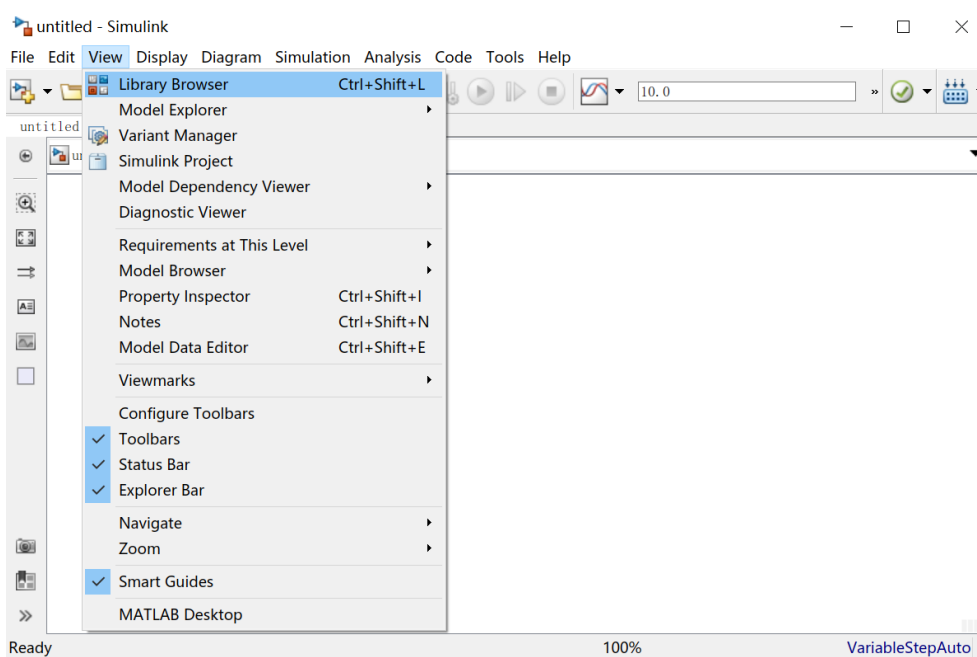 untitled - Simulink
File Edit View Display Diagram Simulation Analysis Code Tools Help
10.0 »
untitled
Library Browser Ctrl+Shift+L
Model Explorer
Variant Manager
Simulink Project
Model Dependency Viewer
Diagnostic Viewer
Requirements at This Level
Model Browser
Property Inspector Ctrl+Shift+I
Notes Ctrl+Shift+N
Model Data Editor Ctrl+Shift+E
Viewmarks
Configure Toolbars
Toolbars
Status Bar
Explorer Bar
Navigate
Zoom
Smart Guides
MATLAB Desktop
Ready 100% VariableStepAuto